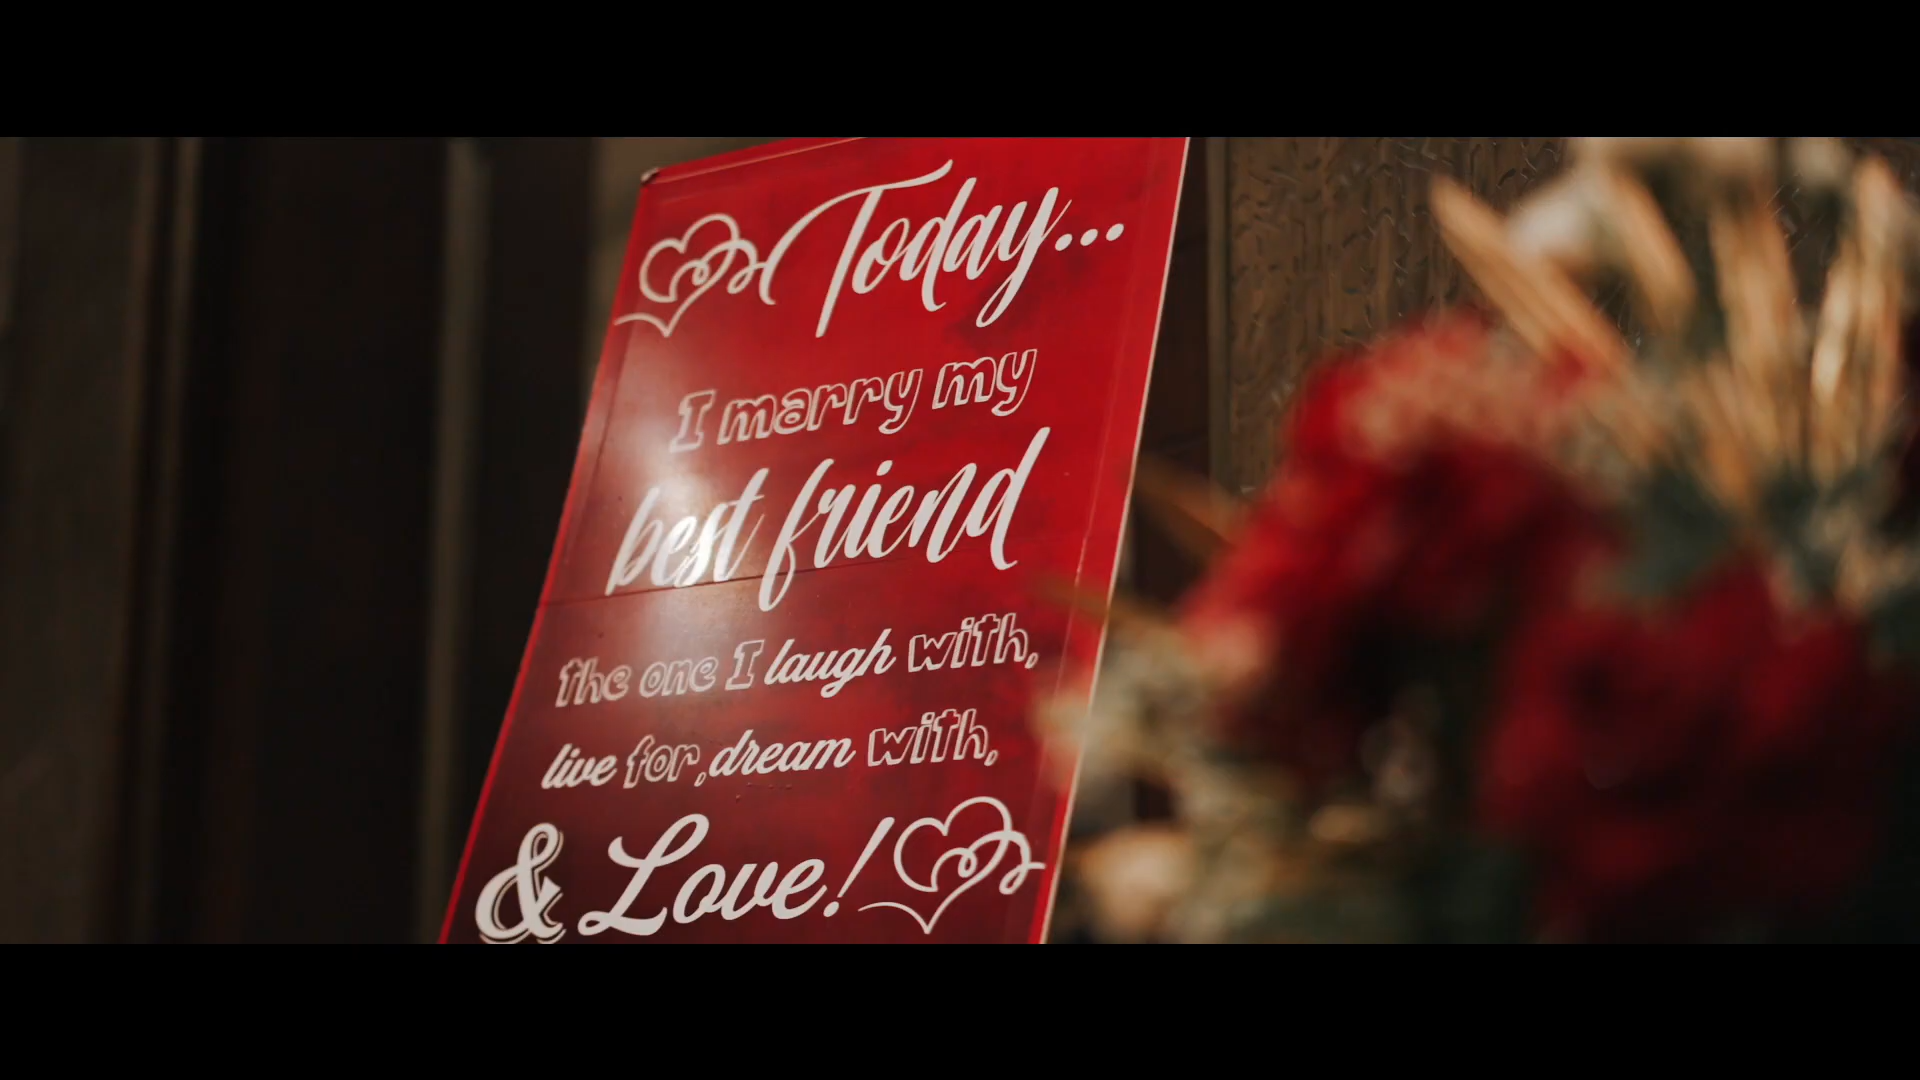 Today...
I marry my
best friend
the one I laugh with,
live for, dream with,
& Love!